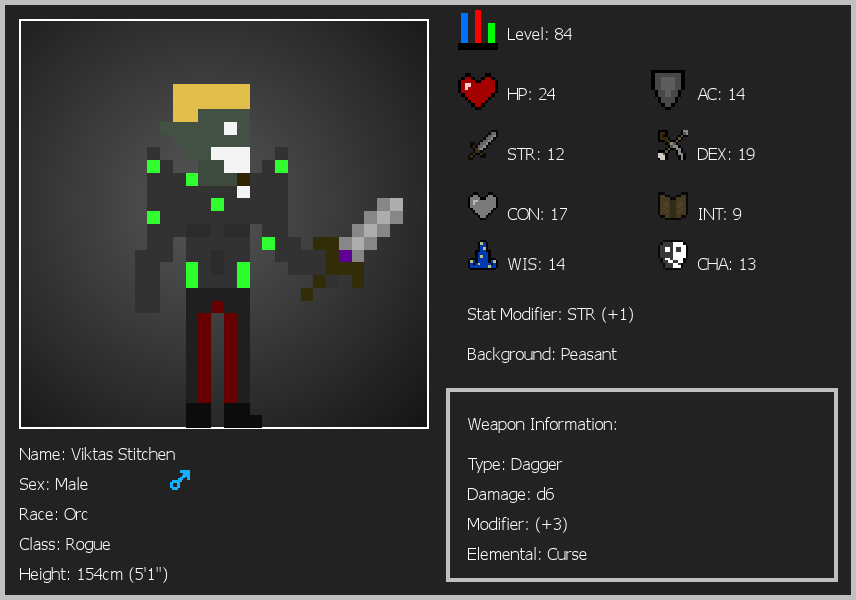 Level: 84
HP: 24
AC: 14
STR: 12
DEX: 19
CON: 17
INT: 9
WIS: 14
CHA: 13
Stat Modifier: STR (+1)
Background: Peasant
Weapon Information:
Type: Dagger
Damage: d6
Modifier: (+3)
Elemental: Curse
Name: Viktas Stitchen
Sex: Male
Race: Orc
Class: Rogue
Height: 154cm (5'1")